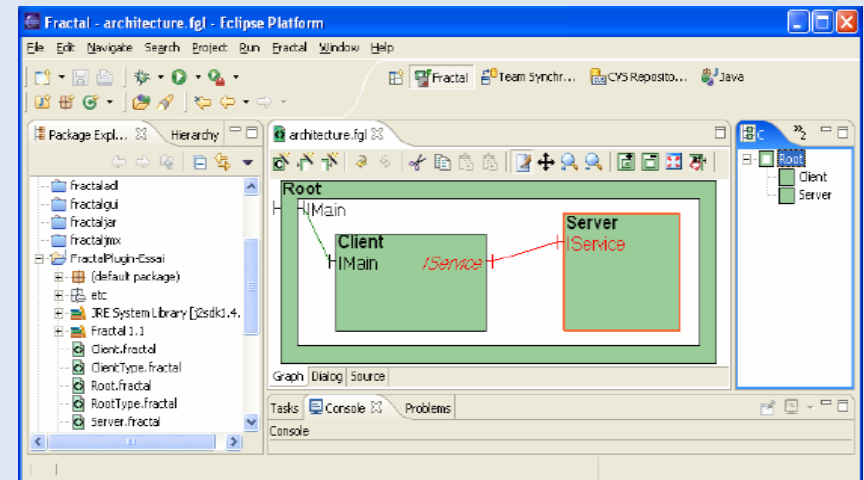 Fractal - architecture.fgl - Eclipse Platform
File Edit Navigate Search Project Run Fractal Window Help
Fractal Team Synchr... CVS Reposito... Java
Package Expl... Hierarchy
architecture.fgl
C
2
fractaladl
fractalgui
fractaljar
fractaljmx
FractalPlugin-Essai
(default package)
etc
JRE System Library [j2sdk1.4.
Fractal 1.1
Client.fractal
ClientType.fractal
Root.fractal
RootType.fractal
Server.fractal
Root
IMain
Client
IMain
IService
Server
IService
Graph Dialog Source
Tasks Console Problems
Console
Root
Client
Server